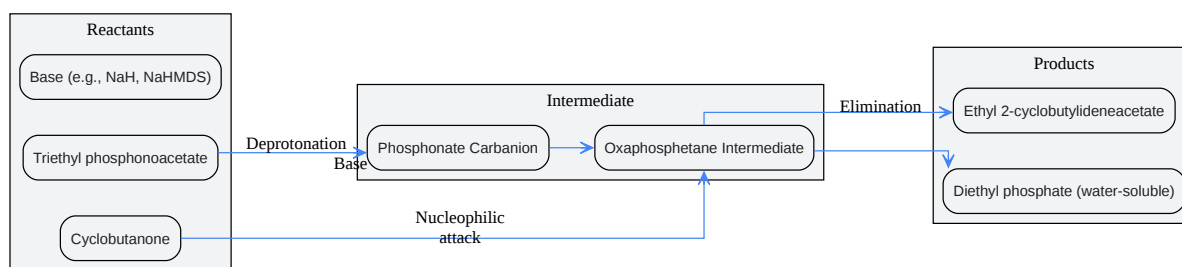 Reactants
Base (e.g., NaH, NaHMDS)
Triethyl phosphonoacetate
Cyclobutanone
Deprotonation
Base
Nucleophilic
attack
Intermediate
Phosphonate Carbanion
Oxaphosphetane Intermediate
Elimination
Products
Ethyl 2-cyclobutylideneacetate
Diethyl phosphate (water-soluble)